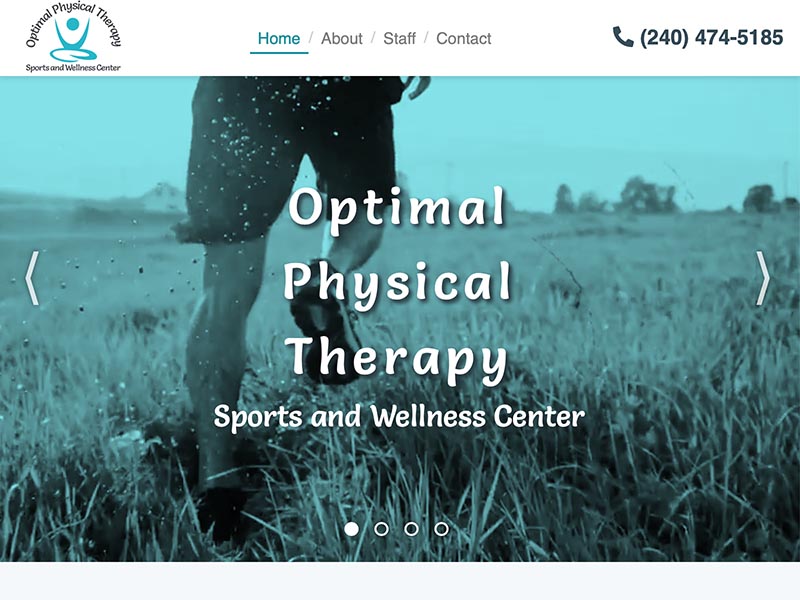 Optimal Physical Therapy
Sports and Wellness Center
Home / About / Staff / Contact
(240) 474-5185
Optimal
Physical
Therapy
Sports and Wellness Center